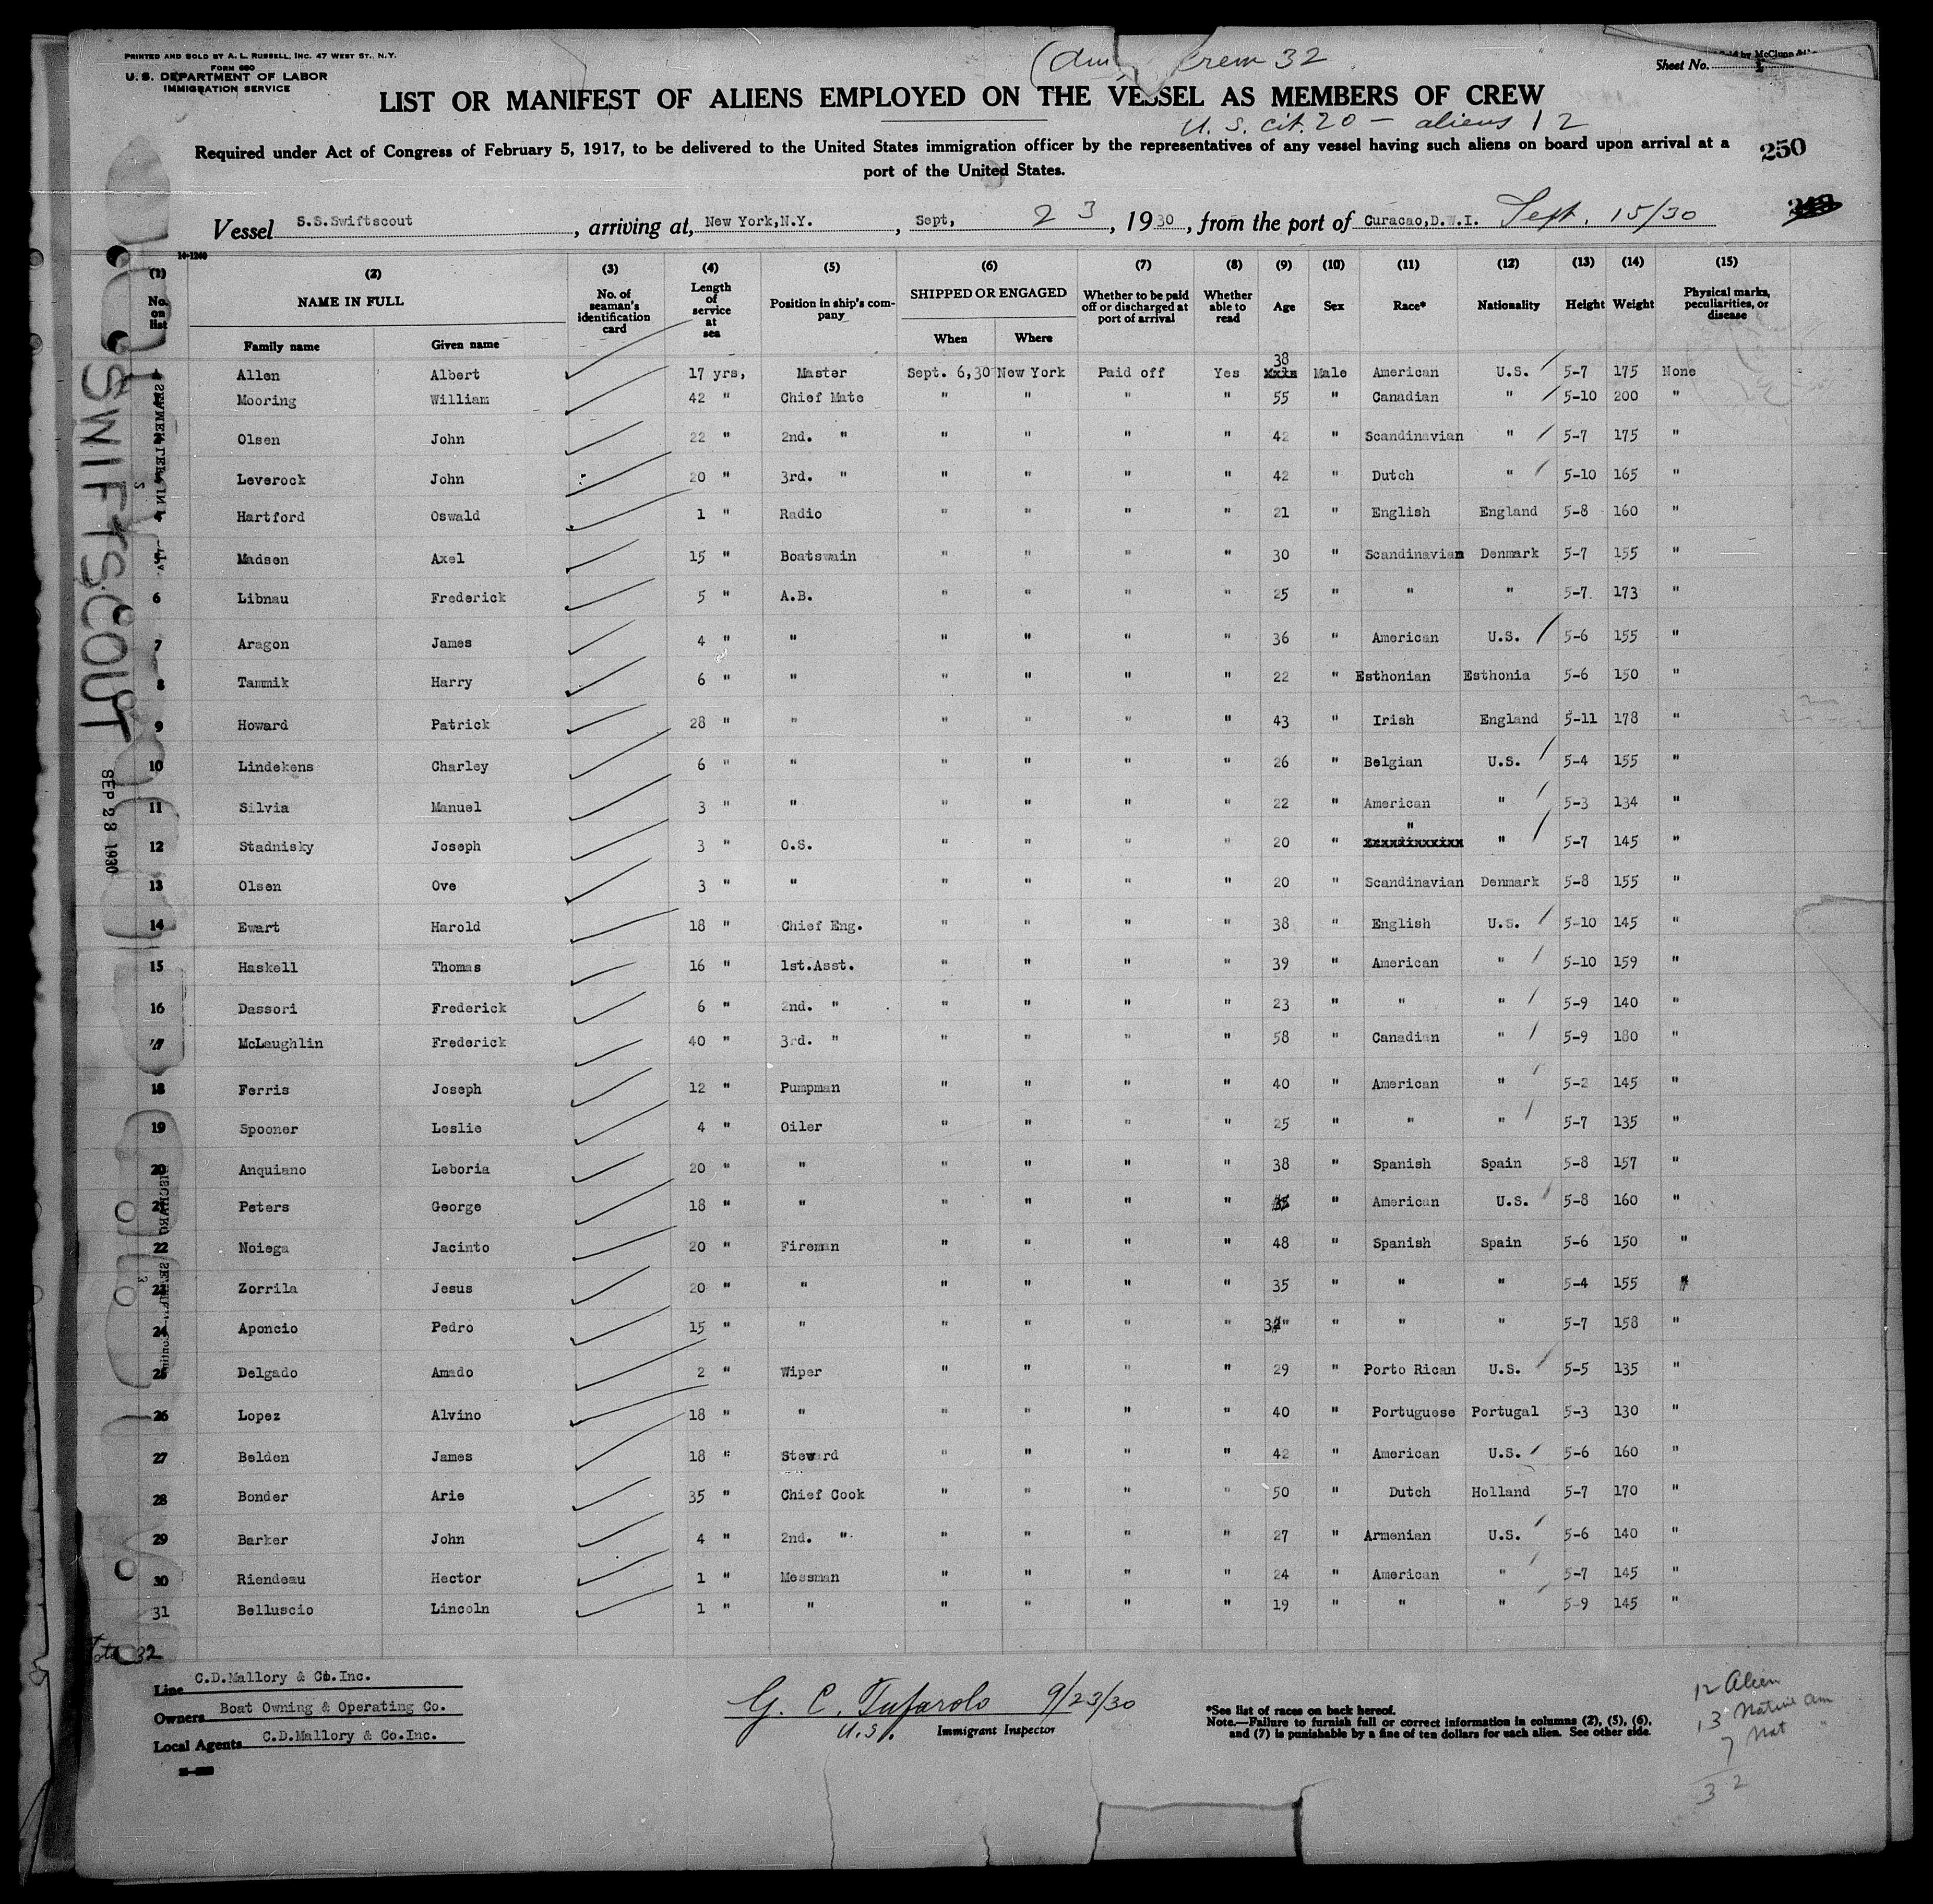 PRINTED AND SOLD BY A. L. RUSSELL, INC. 47 WEST ST., N.Y.
FORM 680
U. S. DEPARTMENT OF LABOR
IMMIGRATION SERVICE
(Am crew 32
Sheet No. 1
LIST OR MANIFEST OF ALIENS EMPLOYED ON THE VESSEL AS MEMBERS OF CREW
U. S. cit. 20 — aliens 12
Required under Act of Congress of February 5, 1917, to be delivered to the United States immigration officer by the representatives of any vessel having such aliens on board upon arrival at a
port of the United States.
250
Vessel S.S.Swiftscout, arriving at, New York,N.Y., Sept, 23, 1930, from the port of Curacao,D.W.I. Sept. 15/30
14-1240
(1) (2) (3) (4) (5) (6) (7) (8) (9) (10) (11) (12) (13) (14) (15)
No. on list NAME IN FULL No. of seaman's identification card Length of service at sea Position in ship's company SHIPPED OR ENGAGED Whether to be paid off or discharged at port of arrival Whether able to read Age Sex Race* Nationality Height Weight Physical marks, peculiarities, or disease
Family name Given name When Where
Allen Albert 17 yrs, Master Sept. 6,30 New York Paid off Yes 38 Male American U.S. 5-7 175 None
Mooring William 42 " Chief Mate " " " " 55 " Canadian " 5-10 200 "
Olsen John 22 " 2nd. " " " " " 42 " Scandinavian " 5-7 175 "
Leverock John 20 " 3rd. " " " " " 42 " Dutch " 5-10 165 "
Hartford Oswald 1 " Radio " " " " 21 " English England 5-8 160 "
Madsen Axel 15 " Boatswain " " " " 30 " Scandinavian Denmark 5-7 155 "
6 Libnau Frederick 5 " A.B. " " " " 25 " " " 5-7 173 "
7 Aragon James 4 " " " " " " 36 " American U.S. 5-6 155 "
8 Tammik Harry 6 " " " " " " 22 " Esthonian Esthonia 5-6 150 "
9 Howard Patrick 28 " " " " " " 43 " Irish England 5-11 178 "
10 Lindekens Charley 6 " " " " " " 26 " Belgian U.S. 5-4 155 "
11 Silvia Manuel 3 " " " " " " 22 " American " 5-3 134 "
12 Stadnisky Joseph 3 " O.S. " " " " 20 " " " 5-7 145 "
13 Olsen Ove 3 " " " " " " 20 " Scandinavian Denmark 5-8 155 "
14 Ewart Harold 18 " Chief Eng. " " " " 38 " English U.S. 5-10 145 "
15 Haskell Thomas 16 " 1st.Asst. " " " " 39 " American " 5-10 159 "
16 Dassori Frederick 6 " 2nd. " " " " " 23 " " " 5-9 140 "
17 McLaughlin Frederick 40 " 3rd. " " " " " 58 " Canadian " 5-9 180 "
18 Ferris Joseph 12 " Pumpman " " " " 40 " American " 5-2 145 "
19 Spooner Leslie 4 " Oiler " " " " 25 " " " 5-7 135 "
20 Anquiano Leboria 20 " " " " " " 38 " Spanish Spain 5-8 157 "
21 Peters George 18 " " " " " " " American U.S. 5-8 160 "
22 Noiega Jacinto 20 " Fireman " " " " 48 " Spanish Spain 5-6 150 "
23 Zorrila Jesus 20 " " " " " " 35 " " " 5-4 155 "
24 Aponcio Pedro 15 " " " " " " " " " 5-7 158 "
25 Delgado Amado 2 " Wiper " " " " 29 " Porto Rican U.S. 5-5 135 "
26 Lopez Alvino 18 " " " " " " 40 " Portuguese Portugal 5-3 130 "
27 Belden James 18 " Steward " " " " 42 " American U.S. 5-6 160 "
28 Bonder Arie 35 " Chief Cook " " " " 50 " Dutch Holland 5-7 170 "
29 Barker John 4 " 2nd. " " " " " 27 " Armenian U.S. 5-6 140 "
30 Riendeau Hector 1 " Messman " " " " 24 " American " 5-7 145 "
31 Belluscio Lincoln 1 " " " " " " 19 " " " 5-9 145 "
32
SWIFTSCOUT
SEP 28 1930
Line C.D.Mallory & Co.Inc.
Owners Boat Owning & Operating Co.
Local Agents C.D.Mallory & Co.Inc.
G. C. Tufarolo 9/23/30
U.S. Immigrant Inspector
*See list of races on back hereof.
Note.—Failure to furnish full or correct information in columns (2), (5), (6),
and (7) is punishable by a fine of ten dollars for each alien. See other side.
12 Alien
13 Native am
7 Nat "
32